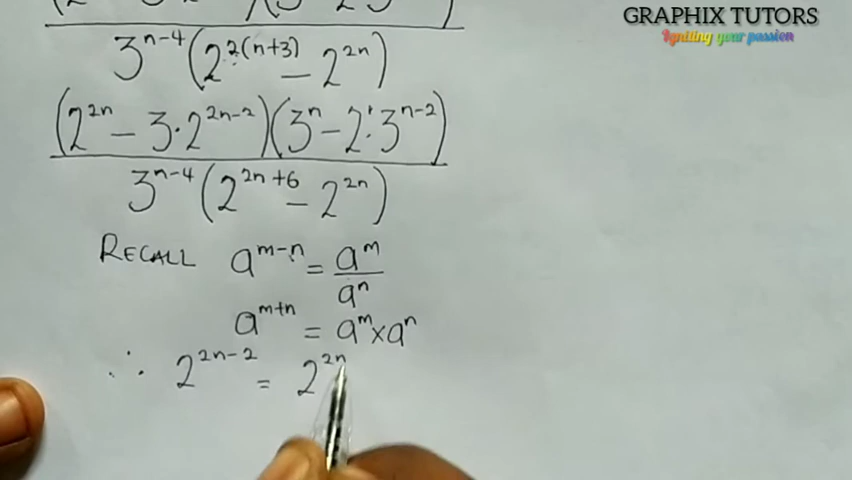 GRAPHIX TUTORS
Igniting your passion
3^{n-4}(2^{2(n+3)} - 2^{2n})
(2^{2n} - 3·2^{2n-2})(3^n - 2·3^{n-2})
3^{n-4}(2^{2n+6} - 2^{2n})
RECALL a^{m-n} = a^m
a^n
a^{m+n} = a^m × a^n
∴ 2^{2n-2} = 2^{2n}